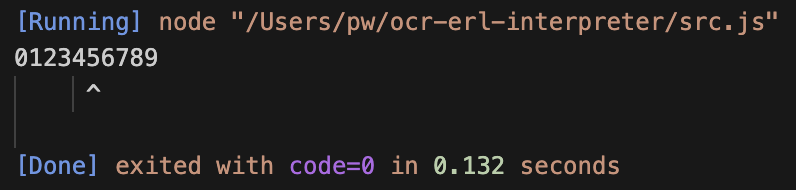 [Running] node "/Users/pw/ocr-erl-interpreter/src.js"
0123456789
     ^
[Done] exited with code=0 in 0.132 seconds